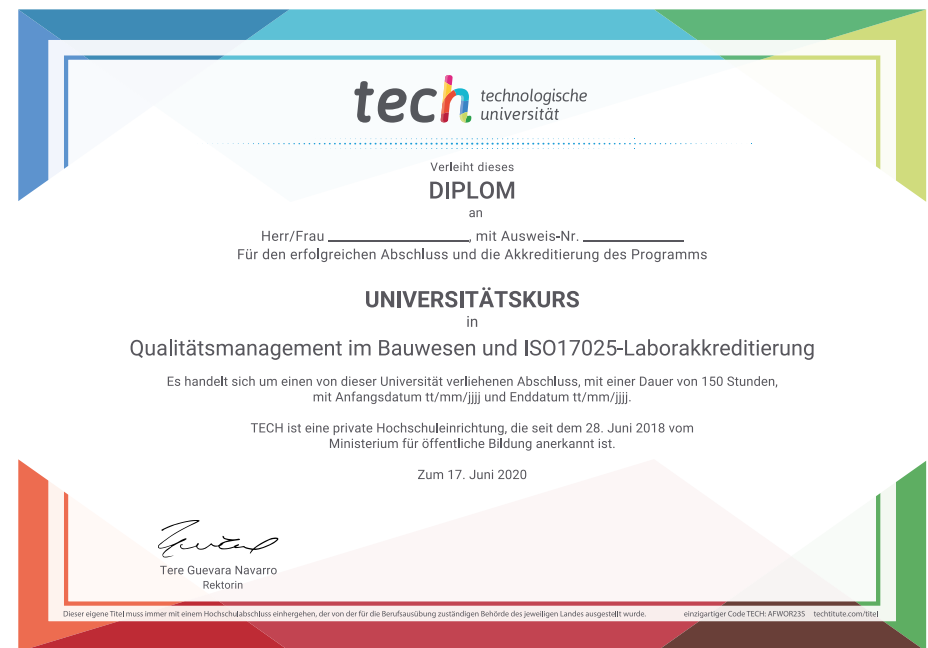 tech technologische
universität
Verleiht dieses
DIPLOM
an
Herr/Frau ____________________, mit Ausweis-Nr. ______________
Für den erfolgreichen Abschluss und die Akkreditierung des Programms
UNIVERSITÄTSKURS
in
Qualitätsmanagement im Bauwesen und ISO17025-Laborakkreditierung
Es handelt sich um einen von dieser Universität verliehenen Abschluss, mit einer Dauer von 150 Stunden,
mit Anfangsdatum tt/mm/jjjj und Enddatum tt/mm/jjjj.
TECH ist eine private Hochschuleinrichtung, die seit dem 28. Juni 2018 vom
Ministerium für öffentliche Bildung anerkannt ist.
Zum 17. Juni 2020
Tere Guevara Navarro
Rektorin
Dieser eigene Titel muss immer mit einem Hochschulabschluss einhergehen, der von der für die Berufsausübung zuständigen Behörde des jeweiligen Landes ausgestellt wurde. einzigartiger Code TECH: AFWOR235 techtitute.com/titel